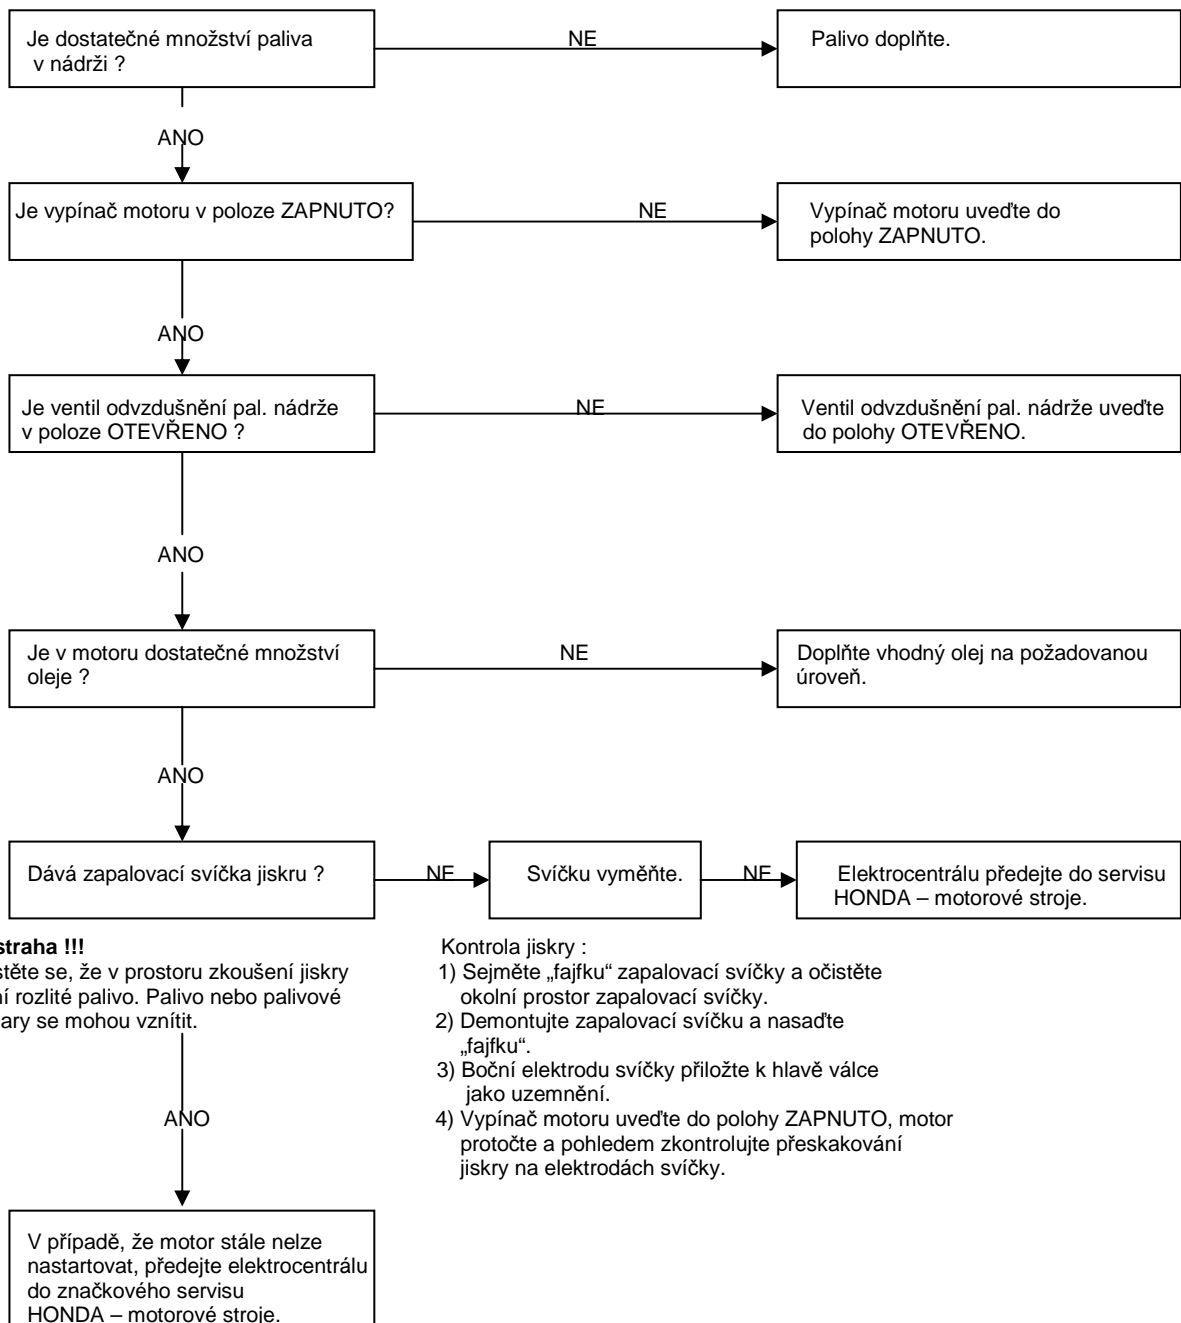 Je dostatečné množství paliva
v nádrži ?
NE
Palivo doplňte.
ANO
Je vypínač motoru v poloze ZAPNUTO?
NE
Vypínač motoru uveďte do
polohy ZAPNUTO.
ANO
Je ventil odvzdušnění pal. nádrže
v poloze OTEVŘENO ?
NE
Ventil odvzdušnění pal. nádrže uveďte
do polohy OTEVŘENO.
ANO
Je v motoru dostatečné množství
oleje ?
NE
Doplňte vhodný olej na požadovanou
úroveň.
ANO
Dává zapalovací svíčka jiskru ?
NE
Svíčku vyměňte.
NE
Elektrocentrálu předejte do servisu
HONDA – motorové stroje.
straha !!!
stěte se, že v prostoru zkoušení jiskry
ní rozlité palivo. Palivo nebo palivové
ary se mohou vznítit.
Kontrola jiskry :
1) Sejměte „fajfku“ zapalovací svíčky a očistěte
okolní prostor zapalovací svíčky.
2) Demontujte zapalovací svíčku a nasaďte
„fajfku“.
3) Boční elektrodu svíčky přiložte k hlavě válce
jako uzemnění.
4) Vypínač motoru uveďte do polohy ZAPNUTO, motor
protočte a pohledem zkontrolujte přeskakování
jiskry na elektrodách svíčky.
ANO
V případě, že motor stále nelze
nastartovat, předejte elektrocentrálu
do značkového servisu
HONDA – motorové stroje.